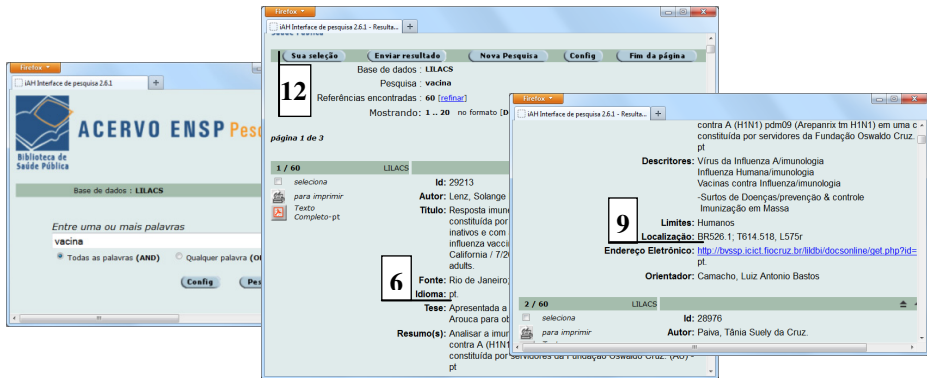 Firefox
iAH Interface de pesquisa 2.6.1
Biblioteca de
Saúde Pública
ACERVO ENSP
Base de dados : LILACS
Entre uma ou mais palavras
vacina
Todas as palavras (AND)
Qualquer palavra
Config
Firefox
iAH Interface de pesquisa 2.6.1 - Resulta...
Saúde Pública
Sua seleção
Enviar resultado
Nova Pesquisa
Config
Fim da página
12
Base de dados : LILACS
Pesquisa : vacina
Referências encontradas : 60 [refinar]
Mostrando: 1 .. 20 no formato [D
página 1 de 3
1 / 60 LILACS
seleciona
para imprimir
Texto
Completo-pt
Id: 29213
Autor: Lenz, Solange
Título: Resposta imune
constituída por
inativos e com
influenza vacci
California / 7/20
adults.
6
Fonte: Rio de Janeiro;
Idioma: pt.
Tese: Apresentada a
Arouca para ob
Resumo(s): Analisar a imun
contra A (H1N1
constituída por servidores da Fundação Oswaldo Cruz. (AU) -
pt
Firefox
iAH Interface de pesquisa 2.6.1 - Resulta...
contra A (H1N1) pdm09 (Arepanrix tm H1N1) em uma c
constituída por servidores da Fundação Oswaldo Cruz.
pt
Descritores: Vírus da Influenza A/imunologia
Influenza Humana/imunologia
Vacinas contra Influenza/imunologia
-Surtos de Doenças/prevenção & controle
Imunização em Massa
9
Limites: Humanos
Localização: BR526.1; T614.518, L575r
Endereço Eletrônico: http://bvssp.icict.fiocruz.br/lildbi/docsonline/get.php?id=
pt.
Orientador: Camacho, Luiz Antonio Bastos
2 / 60 LILACS
seleciona
para imprimir
Id: 28976
Autor: Paiva, Tânia Suely da Cruz.